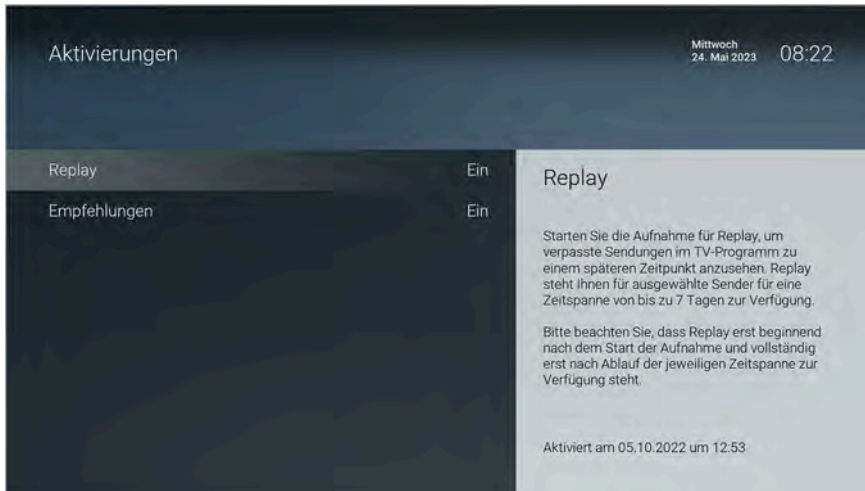 Aktivierungen
Mittwoch
24. Mai 2023
08:22
Replay Ein
Empfehlungen Ein
Replay
Starten Sie die Aufnahme für Replay, um
verpasste Sendungen im TV-Programm zu
einem späteren Zeitpunkt anzusehen. Replay
steht Ihnen für ausgewählte Sender für eine
Zeitspanne von bis zu 7 Tagen zur Verfügung.
Bitte beachten Sie, dass Replay erst beginnend
nach dem Start der Aufnahme und vollständig
erst nach Ablauf der jeweiligen Zeitspanne zur
Verfügung steht.
Aktiviert am 05.10.2022 um 12:53